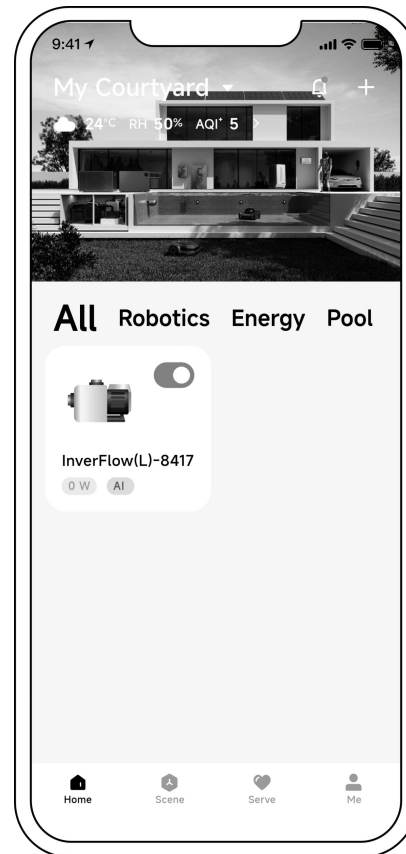 9:41
My Courtyard
24°C RH 50% AQI⁺ 5
All Robotics Energy Pool
InverFlow(L)-8417
0 W AI
Home Scene Serve Me